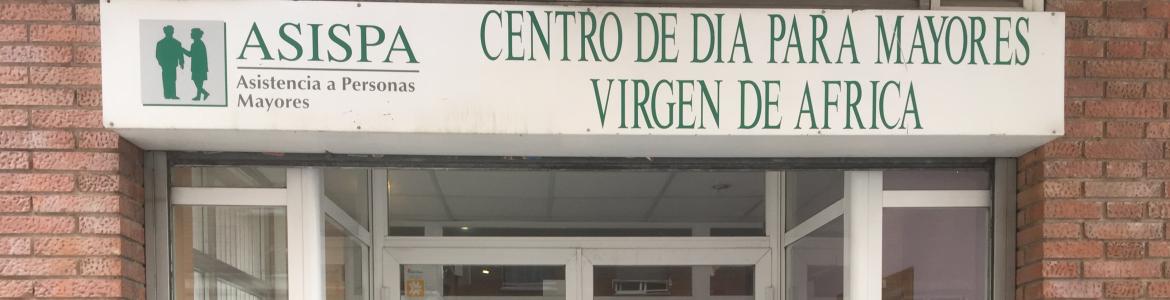 ASISPA
Asistencia a Personas
Mayores
CENTRO DE DIA PARA MAYORES
VIRGEN DE AFRICA